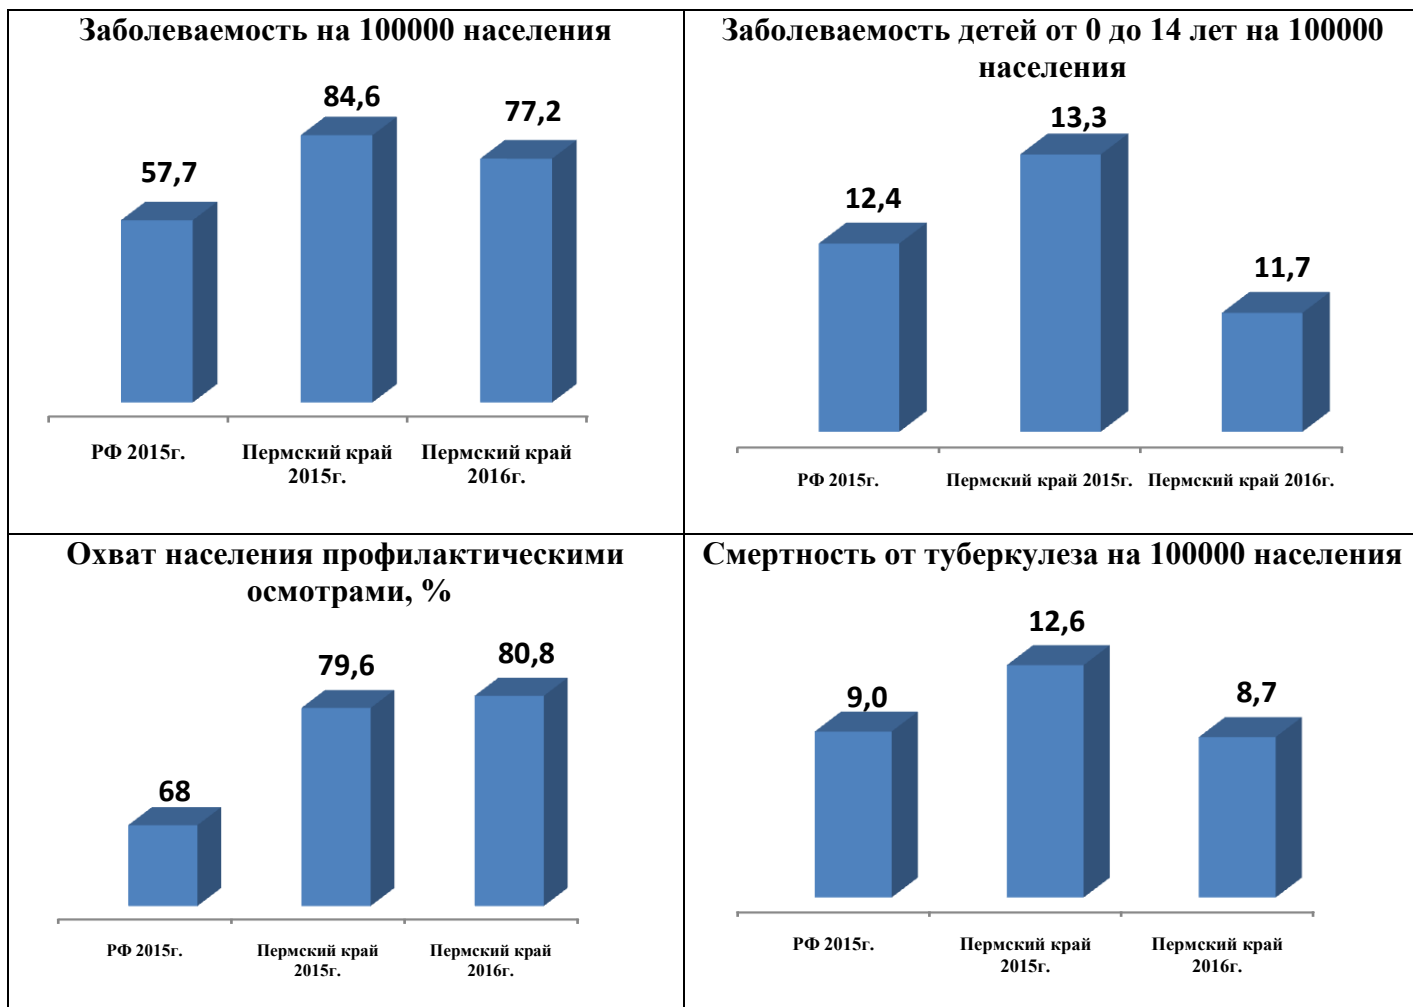 Заболеваемость на 100000 населения
84,6
77,2
57,7
РФ 2015г.
Пермский край
2015г.
Пермский край
2016г.
Заболеваемость детей от 0 до 14 лет на 100000
населения
13,3
12,4
11,7
РФ 2015г.
Пермский край 2015г.
Пермский край 2016г.
Охват населения профилактическими
осмотрами, %
80,8
79,6
68
РФ 2015г.
Пермский край
2015г.
Пермский край
2016г.
Смертность от туберкулеза на 100000 населения
12,6
9,0
8,7
РФ 2015г.
Пермский край
2015г.
Пермский край
2016г.